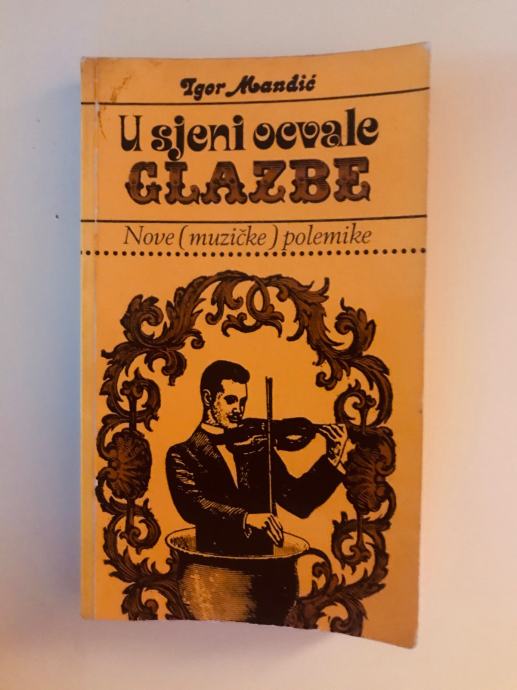 Igor Mandić
U sjeni ocvale
GLAZBE
Nove (muzičke) polemike